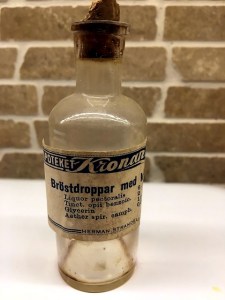 APOTEKET Kronan
Bröstdroppar med
Liquor pectoralis
Tinct. opii benzoic.
Glycerin
Aether spir. camph.
HERMAN